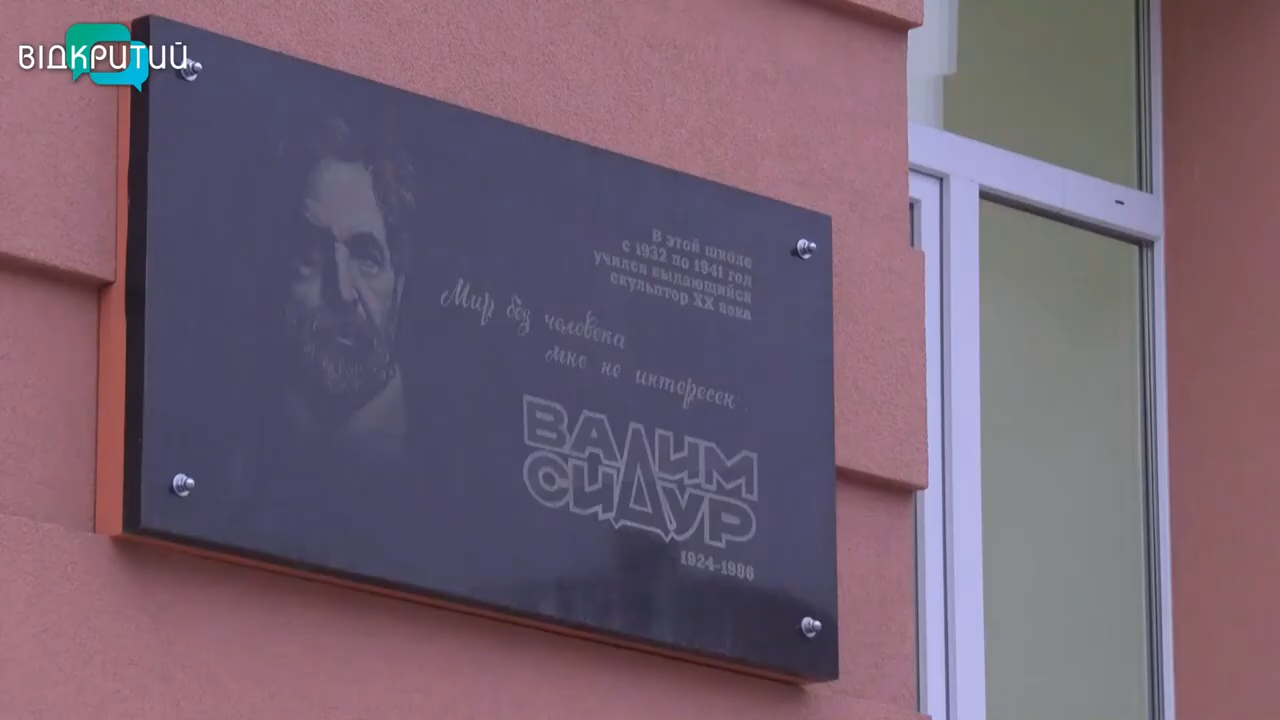 ВІДКРИТИЙ
В этой школе
с 1932 по 1941 год
учился выдающийся
скульптор XX века
Мир без человека
мне не интересен
ВАДИМ
СИДУР
1924-1986